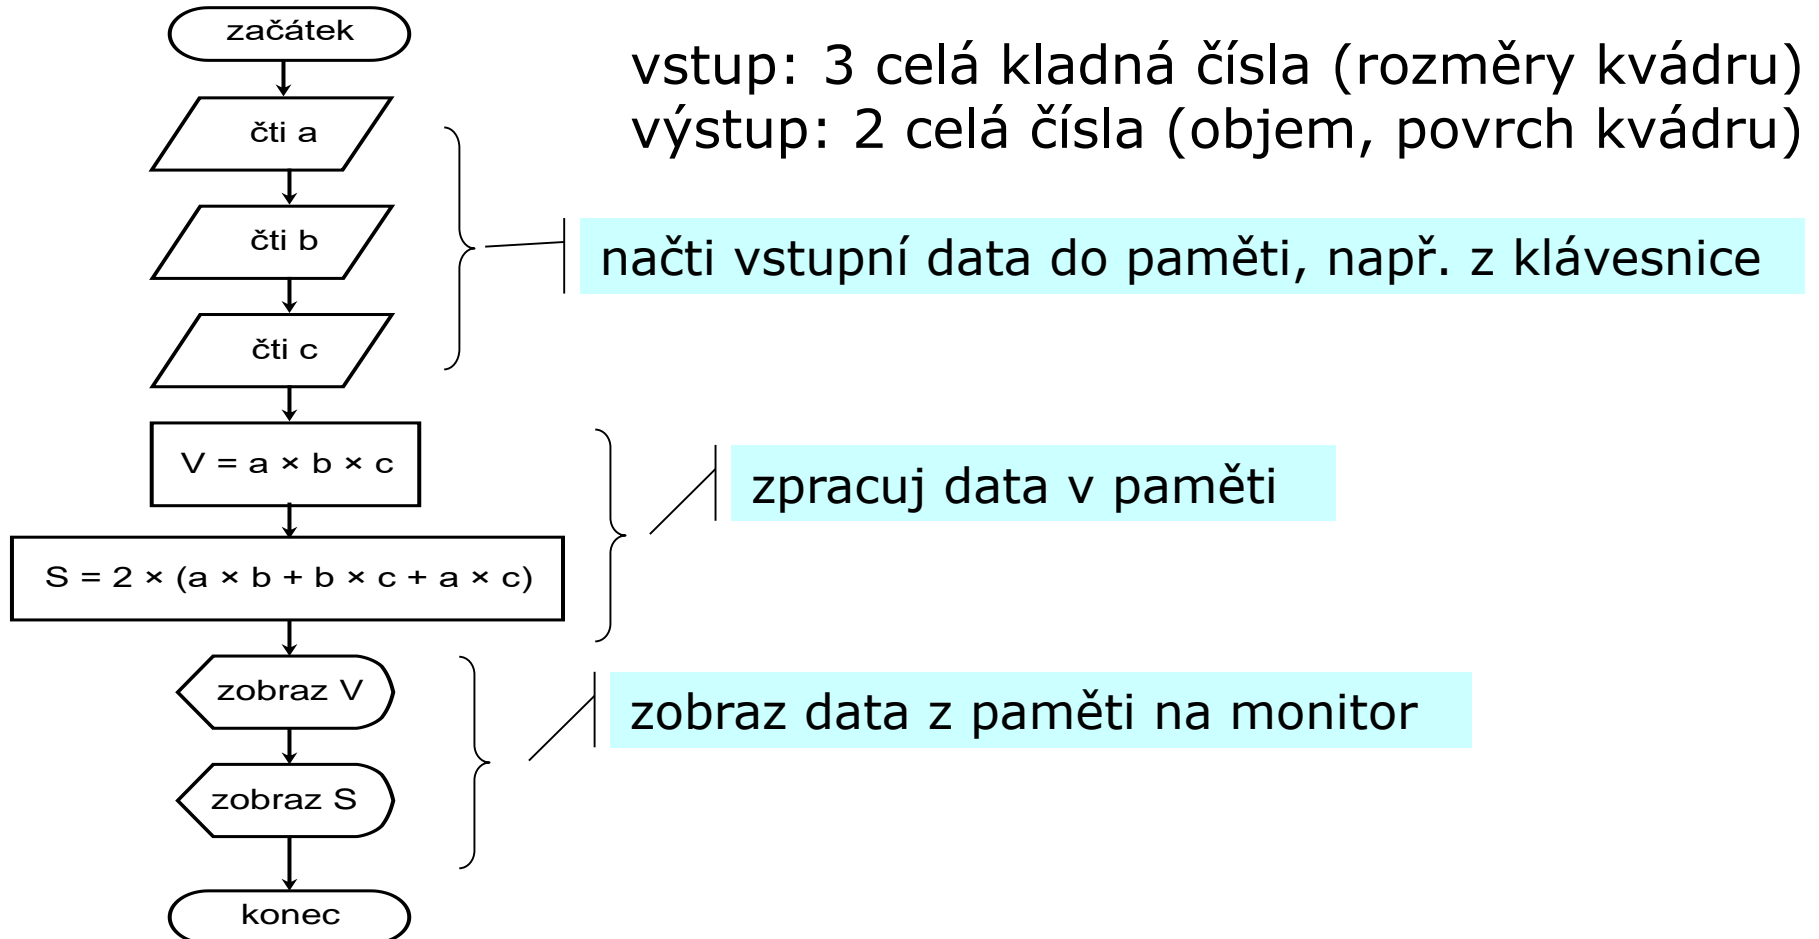 začátek
vstup: 3 celá kladná čísla (rozměry kvádru)
výstup: 2 celá čísla (objem, povrch kvádru)
čti a
čti b
čti c
načti vstupní data do paměti, např. z klávesnice
V = a × b × c
S = 2 × (a × b + b × c + a × c)
zpracuj data v paměti
zobraz V
zobraz S
zobraz data z paměti na monitor
konec